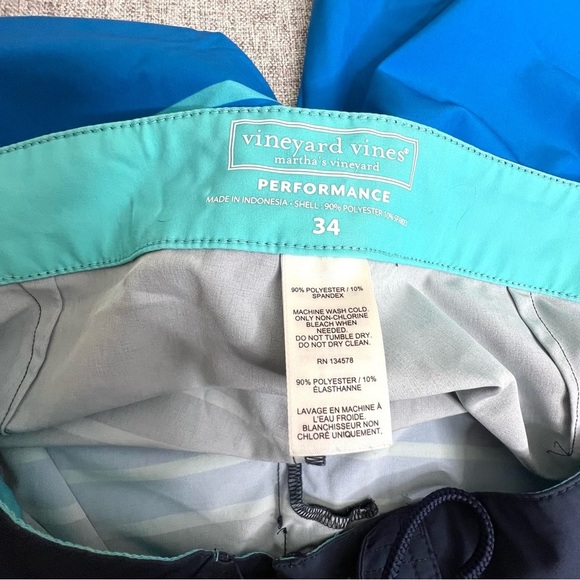 vineyard vines®
martha's vineyard
PERFORMANCE
MADE IN INDONESIA - SHELL: 90% POLYESTER 10% SPANDEX
34
90% POLYESTER / 10%
SPANDEX
MACHINE WASH COLD.
ONLY NON-CHLORINE
BLEACH WHEN
NEEDED.
DO NOT TUMBLE DRY.
DO NOT DRY CLEAN.
RN 134578
90% POLYESTER / 10%
ÉLASTHANNE
LAVAGE EN MACHINE À
L'EAU FROIDE.
BLANCHISSEUR NON
CHLORÉ UNIQUEMENT.